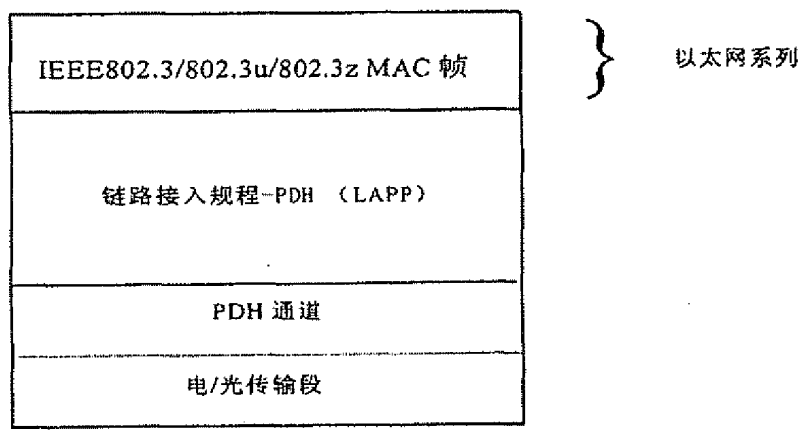 IEEE802.3/802.3u/802.3z MAC 帧
以太网系列
链路接入规程-PDH （LAPP）
PDH 通道
电/光传输段